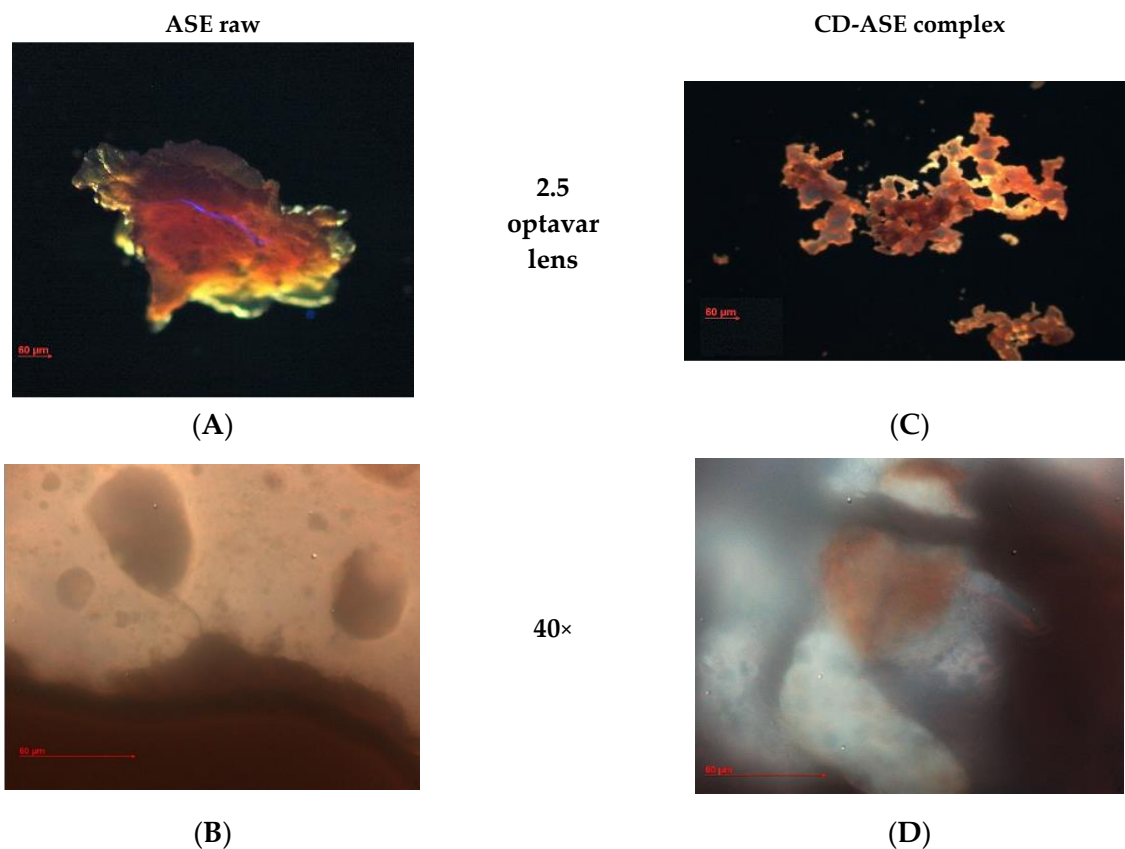 ASE raw
CD-ASE complex
60 µm
2.5
optavar
lens
60 µm
(A)
(C)
60 µm
40×
60 µm
(B)
(D)